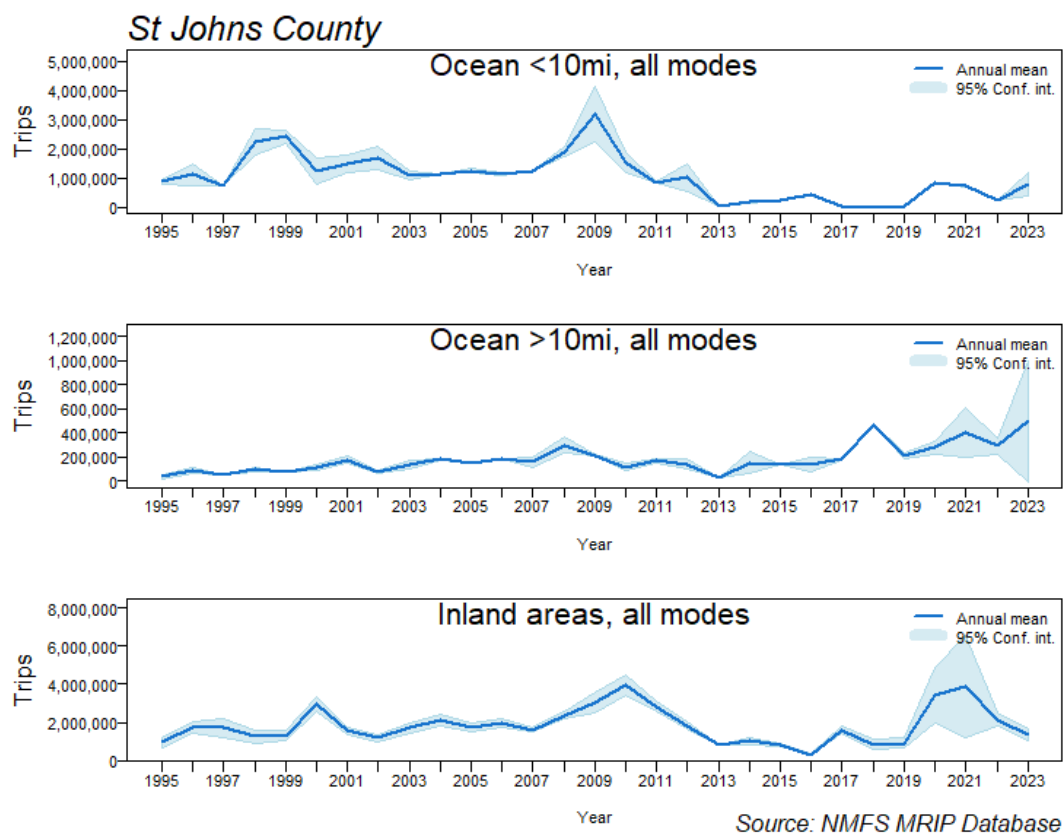 St Johns County
Ocean <10mi, all modes
Annual mean
95% Conf. int.
Trips
5,000,000
4,000,000
3,000,000
2,000,000
1,000,000
0
1995 1997 1999 2001 2003 2005 2007 2009 2011 2013 2015 2017 2019 2021 2023
Year
Ocean >10mi, all modes
Annual mean
95% Conf. int.
Trips
1,200,000
1,000,000
800,000
600,000
400,000
200,000
0
1995 1997 1999 2001 2003 2005 2007 2009 2011 2013 2015 2017 2019 2021 2023
Year
Inland areas, all modes
Annual mean
95% Conf. int.
Trips
8,000,000
6,000,000
4,000,000
2,000,000
0
1995 1997 1999 2001 2003 2005 2007 2009 2011 2013 2015 2017 2019 2021 2023
Year
Source: NMFS MRIP Database